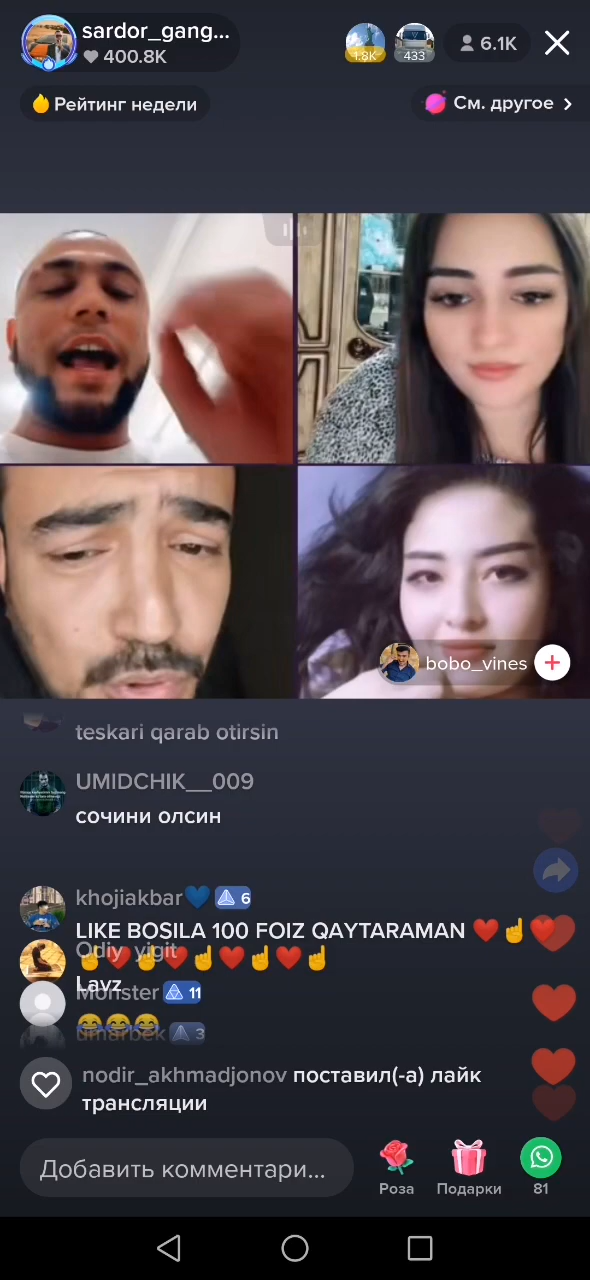 sardor_gang...
400.8K
1.8K
433
6.1K
Рейтинг недели
См. другое
bobo_vines
teskari qarab otirsin
UMIDCHIK__009
сочини олсин
khojiakbar💙 6
LIKE BOSILA 100 FOIZ QAYTARAMAN ❤️☝️❤️
☝️❤️☝️❤️☝️❤️☝️❤️☝️
Odiy yigit
Layz
Monster 11
😂😂😂
umarbek 3
nodir_akhmadjonov поставил(-а) лайк
трансляции
Добавить комментари...
Роза
Подарки
81